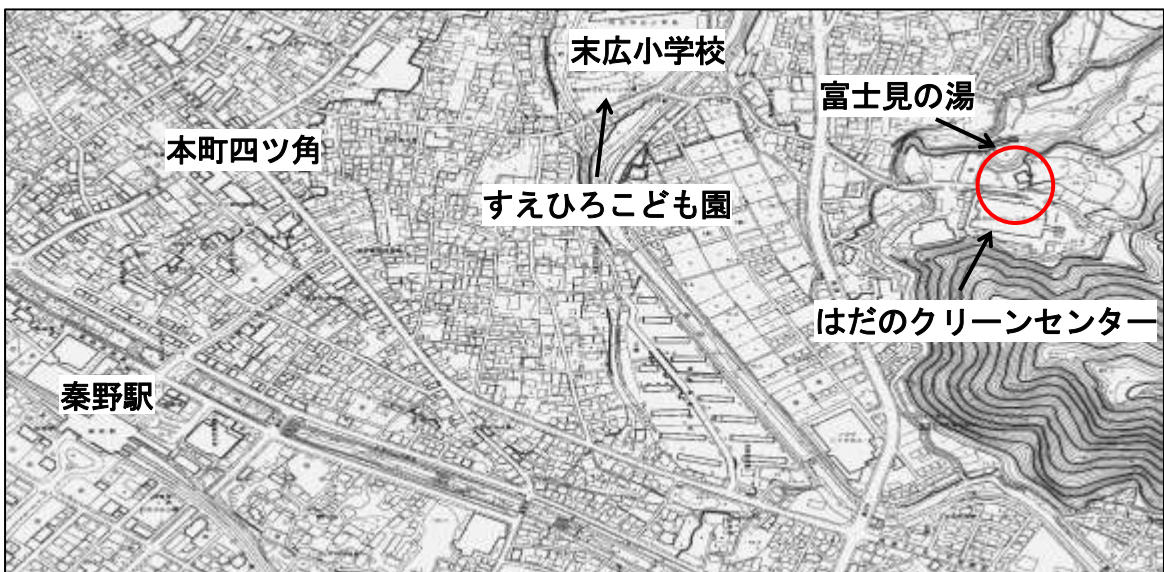 末広小学校
富士見の湯
本町四ツ角
すえひろこども園
はだのクリーンセンター
秦野駅